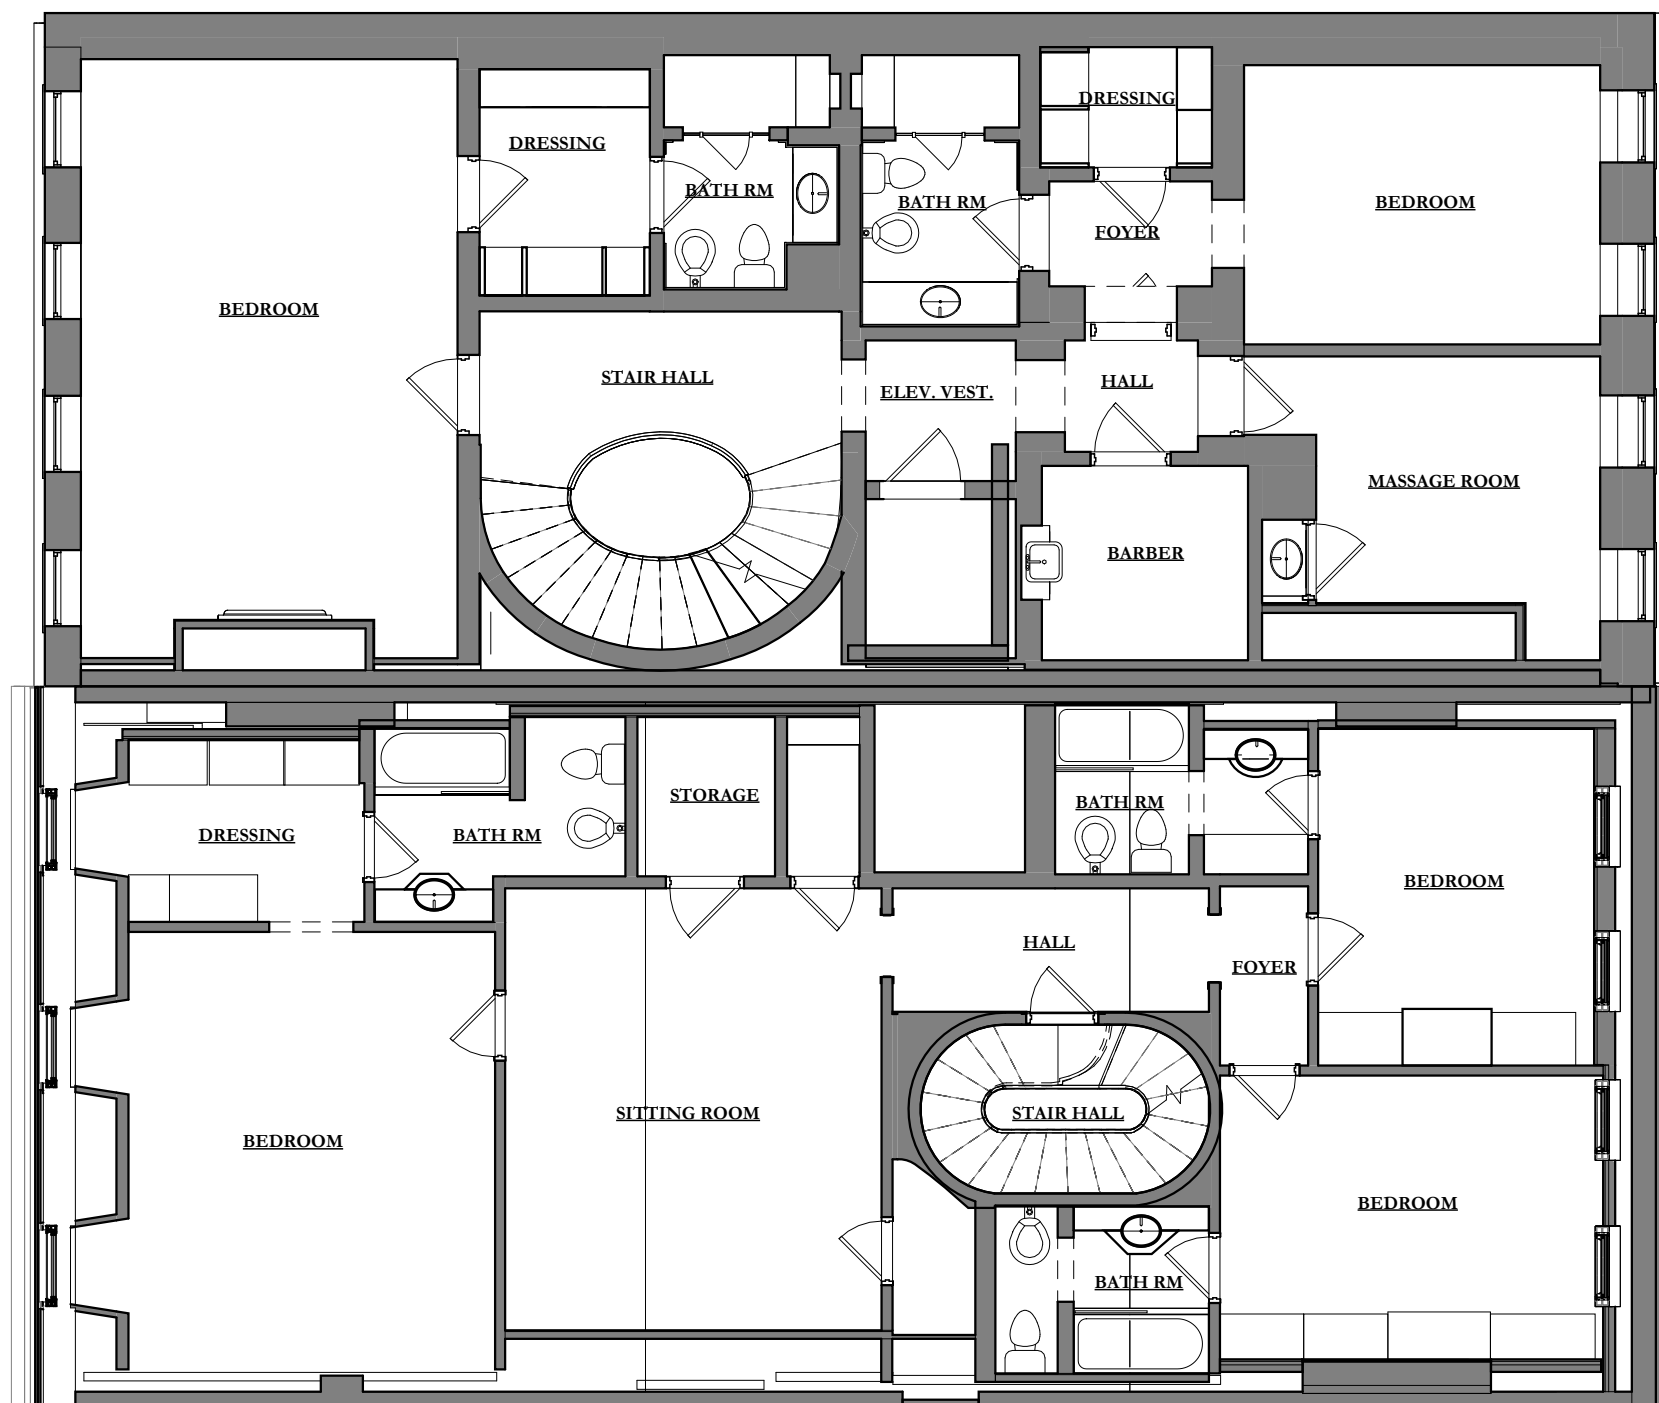 DRESSING
DRESSING
BATH RM
BATH RM
BEDROOM
FOYER
BEDROOM
STAIR HALL
HALL
ELEV. VEST.
MASSAGE ROOM
BARBER
STORAGE
BATH RM
DRESSING
BATH RM
BEDROOM
HALL
FOYER
SITTING ROOM
STAIR HALL
BEDROOM
BEDROOM
BATH RM